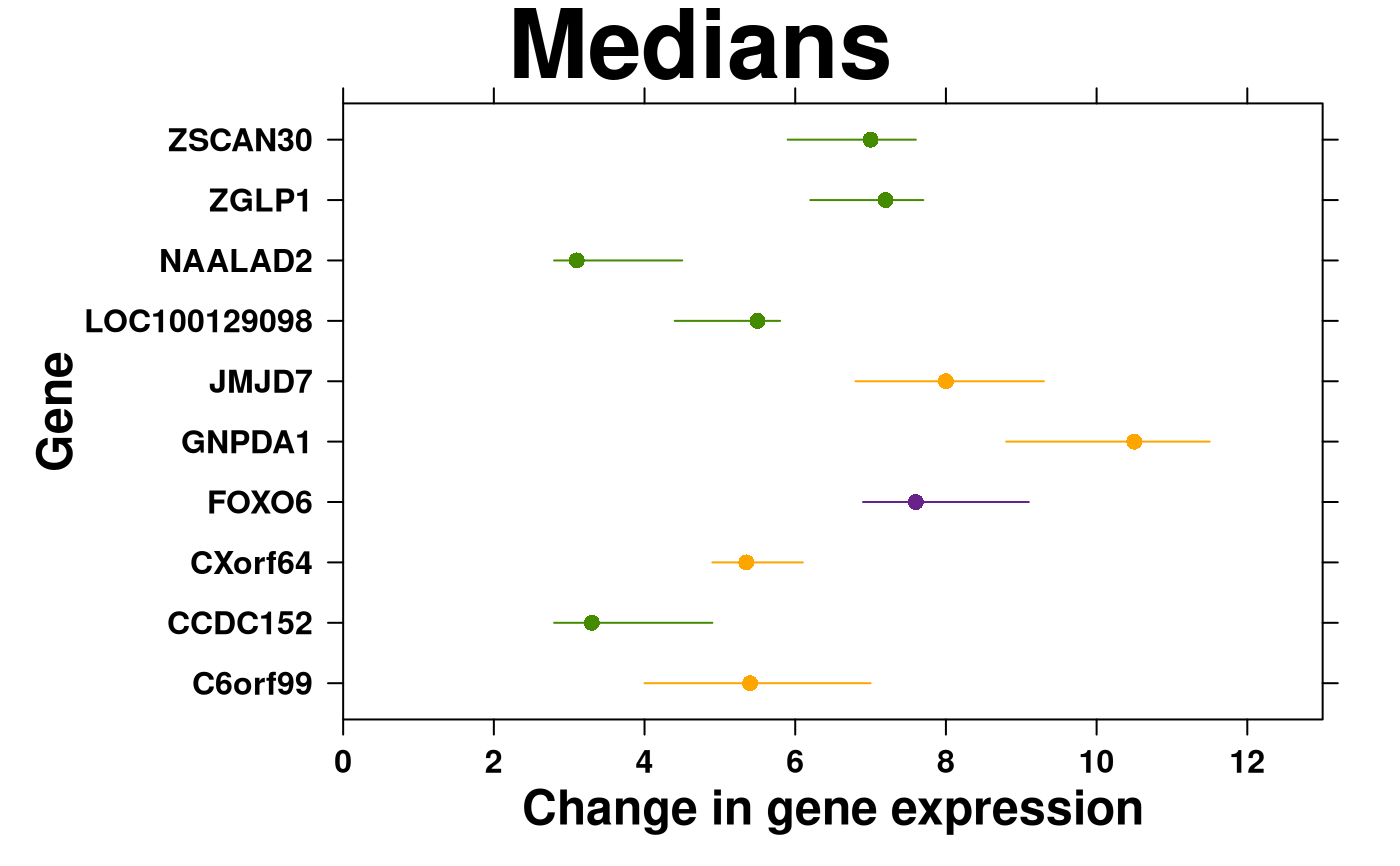 Medians
ZSCAN30
ZGLP1
NAALAD2
LOC100129098
JMJD7
GNPDA1
FOXO6
CXorf64
CCDC152
C6orf99
Gene
0 2 4 6 8 10 12
Change in gene expression